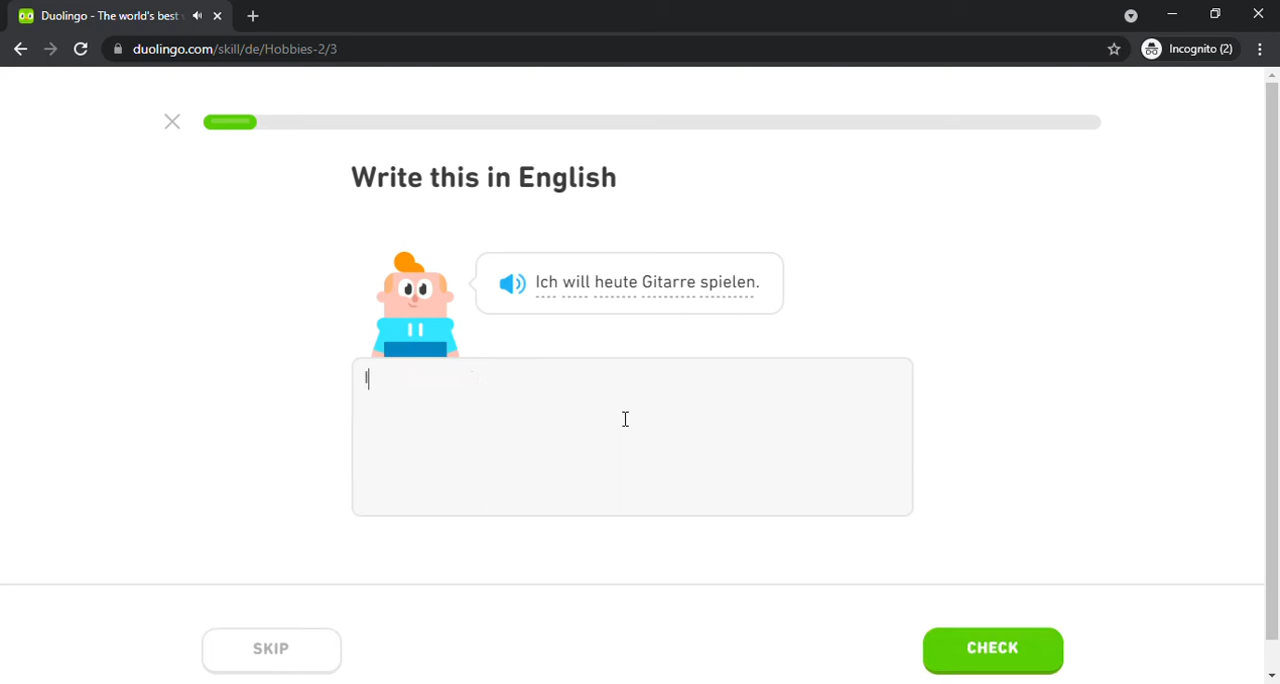 Duolingo - The world's best
duolingo.com/skill/de/Hobbies-2/3
Incognito (2)
Write this in English
Ich will heute Gitarre spielen.
I
SKIP
CHECK